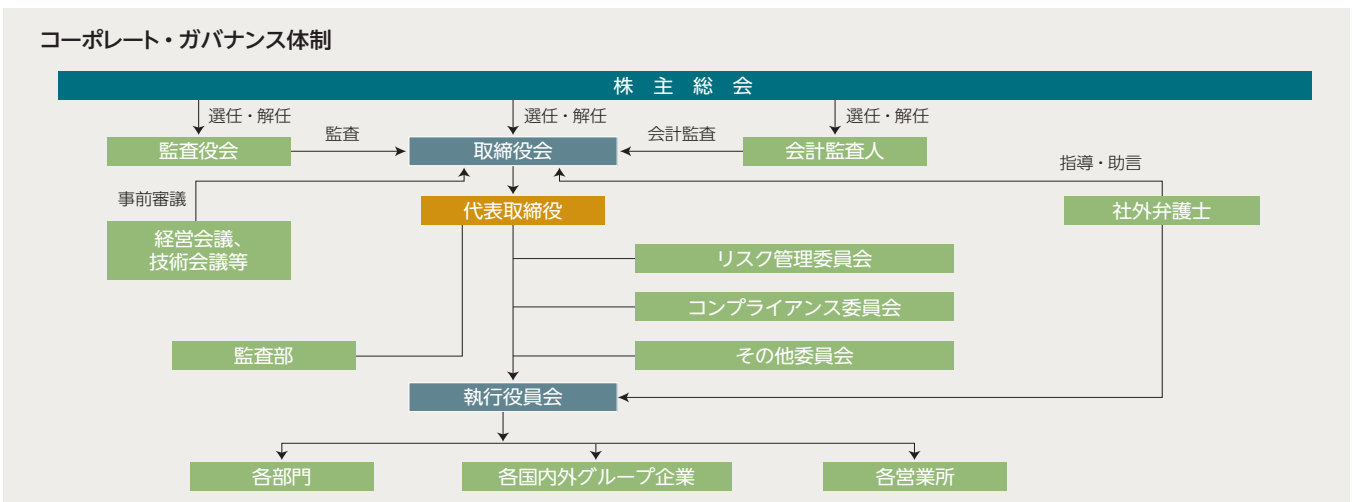 コーポレート・ガバナンス体制
株主総会
選任・解任
選任・解任
選任・解任
監査役会
監査
取締役会
会計監査
会計監査人
指導・助言
事前審議
代表取締役
社外弁護士
経営会議、
技術会議等
リスク管理委員会
コンプライアンス委員会
監査部
その他委員会
執行役員会
各部門
各国内外グループ企業
各営業所